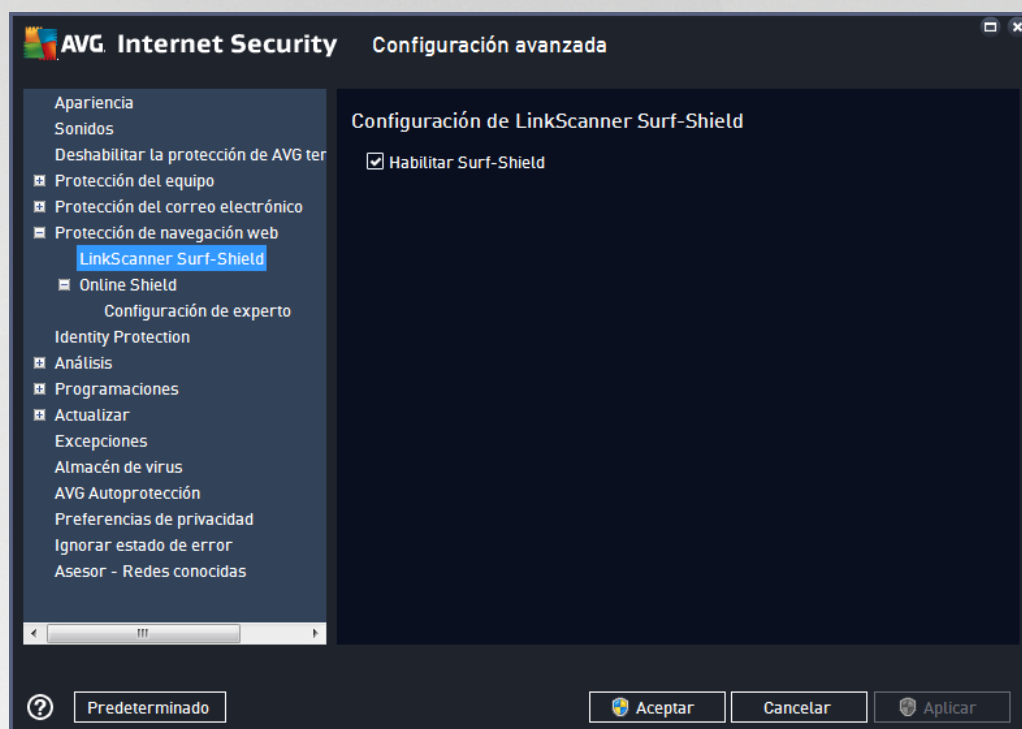 AVG. Internet Security Configuración avanzada
Apariencia
Sonidos
Deshabilitar la protección de AVG ter
Protección del equipo
Protección del correo electrónico
Protección de navegación web
LinkScanner Surf-Shield
Online Shield
Configuración de experto
Identity Protection
Análisis
Programaciones
Actualizar
Excepciones
Almacén de virus
AVG Autoprotección
Preferencias de privacidad
Ignorar estado de error
Asesor - Redes conocidas
Configuración de LinkScanner Surf-Shield
Habilitar Surf-Shield
? Predeterminado Aceptar Cancelar Aplicar